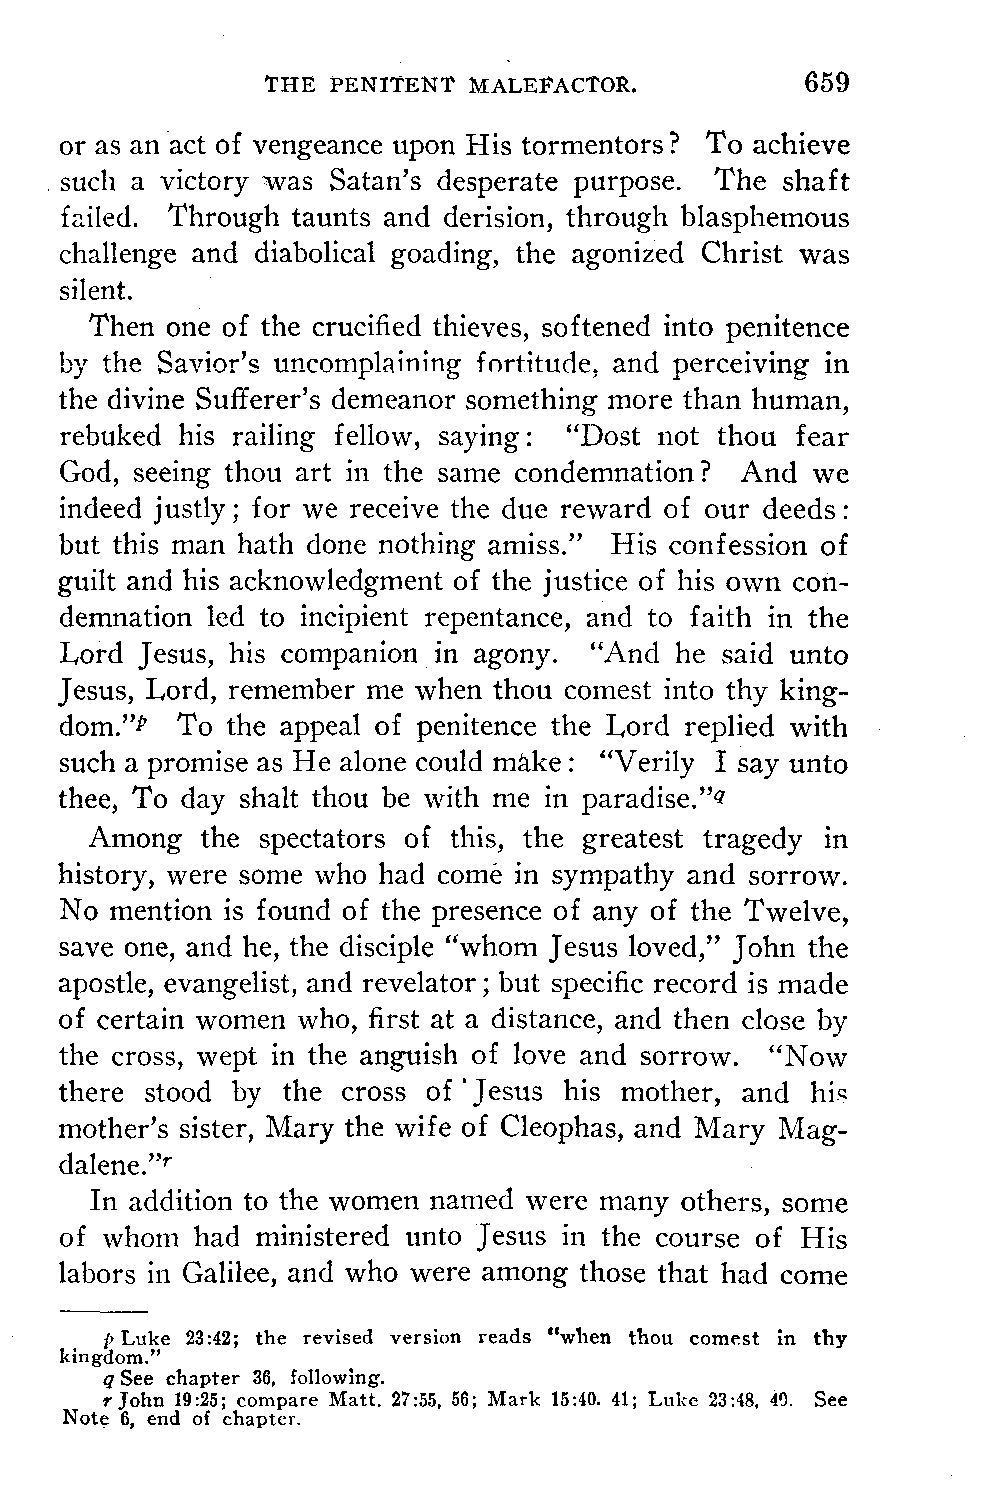 THE PENITENT MALEFACTOR. 659
or as an act of vengeance upon His tormentors? To achieve
such a victory was Satan's desperate purpose. The shaft
failed. Through taunts and derision, through blasphemous
challenge and diabolical goading, the agonized Christ was
silent.
Then one of the crucified thieves, softened into penitence
by the Savior's uncomplaining fortitude, and perceiving in
the divine Sufferer's demeanor something more than human,
rebuked his railing fellow, saying: “Dost not thou fear
God, seeing thou art in the same condemnation? And we
indeed justly; for we receive the due reward of our deeds:
but this man hath done nothing amiss.” His confession of
guilt and his acknowledgment of the justice of his own con-
demnation led to incipient repentance, and to faith in the
Lord Jesus, his companion in agony. “And he said unto
Jesus, Lord, remember me when thou comest into thy king-
dom.”p To the appeal of penitence the Lord replied with
such a promise as He alone could make: “Verily I say unto
thee, To day shalt thou be with me in paradise.”q
Among the spectators of this, the greatest tragedy in
history, were some who had come in sympathy and sorrow.
No mention is found of the presence of any of the Twelve,
save one, and he, the disciple “whom Jesus loved,” John the
apostle, evangelist, and revelator; but specific record is made
of certain women who, first at a distance, and then close by
the cross, wept in the anguish of love and sorrow. “Now
there stood by the cross of Jesus his mother, and his
mother's sister, Mary the wife of Cleophas, and Mary Mag-
dalene.”r
In addition to the women named were many others, some
of whom had ministered unto Jesus in the course of His
labors in Galilee, and who were among those that had come
p Luke 23:42; the revised version reads “when thou comest in thy
kingdom.”
q See chapter 36, following.
r John 19:25; compare Matt. 27:55, 56; Mark 15:40. 41; Luke 23:48, 49. See
Note 6, end of chapter.